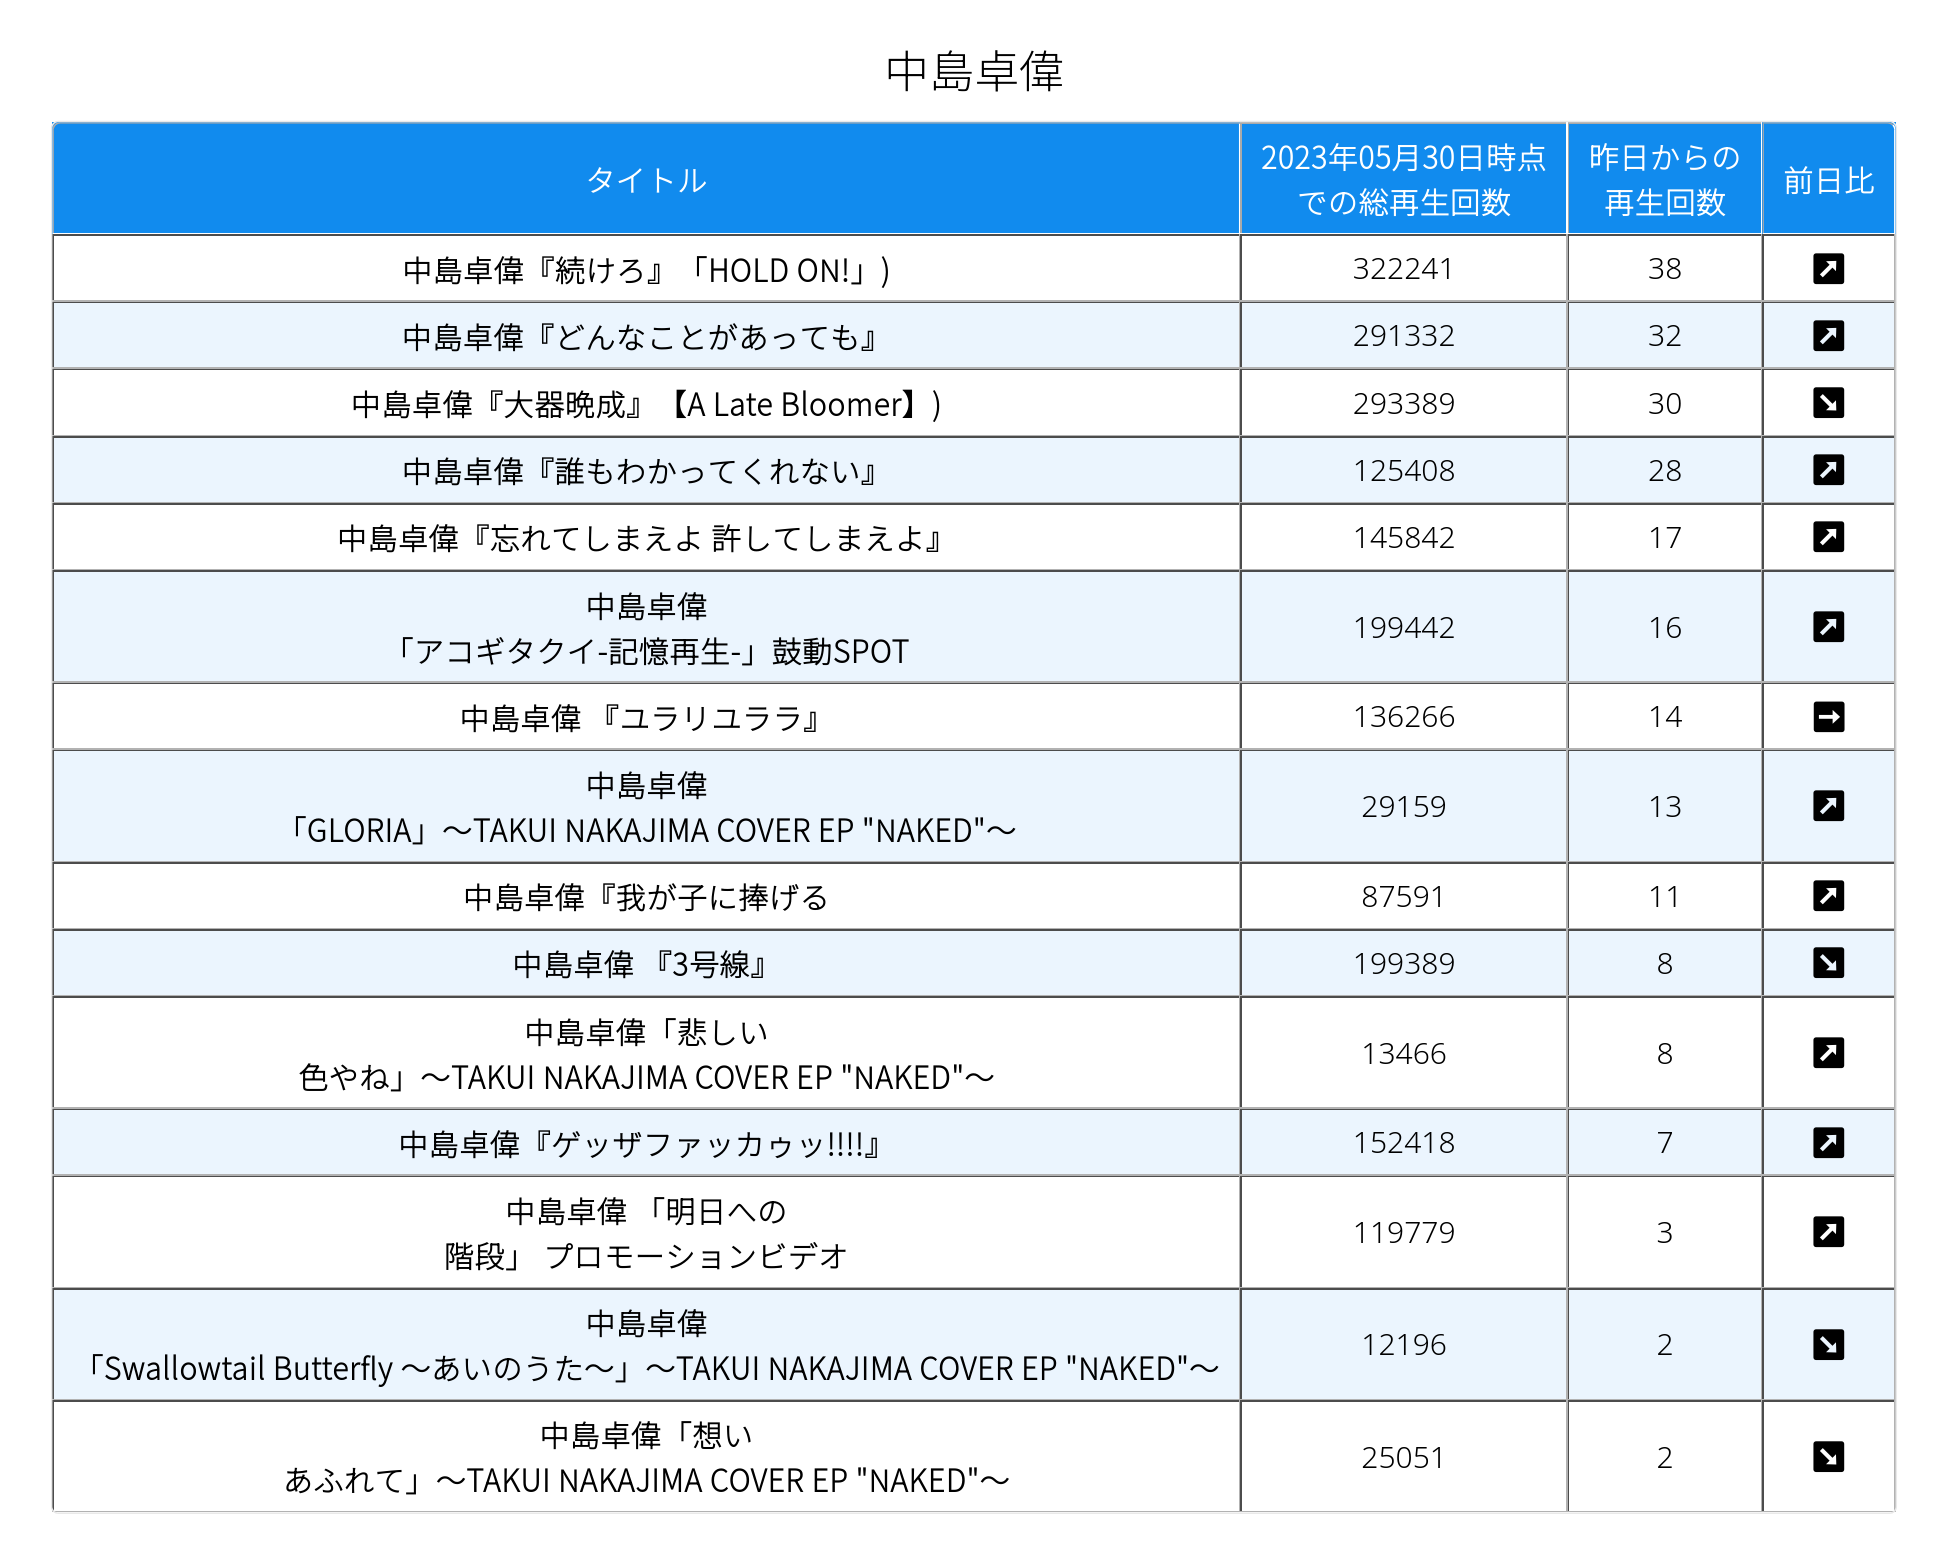 中島卓偉
タイトル
2023年05月30日時点
での総再生回数
昨日からの
再生回数
前日比
中島卓偉『続けろ』「HOLD ON!」)
322241
38
中島卓偉『どんなことがあっても』
291332
32
中島卓偉『大器晩成』【A Late Bloomer】)
293389
30
中島卓偉『誰もわかってくれない』
125408
28
中島卓偉『忘れてしまえよ 許してしまえよ』
145842
17
中島卓偉
「アコギタクイ-記憶再生-」鼓動SPOT
199442
16
中島卓偉 『ユラリユララ』
136266
14
中島卓偉
「GLORIA」～TAKUI NAKAJIMA COVER EP "NAKED"～
29159
13
中島卓偉『我が子に捧げる
87591
11
中島卓偉 『3号線』
199389
8
中島卓偉「悲しい
色やね」～TAKUI NAKAJIMA COVER EP "NAKED"～
13466
8
中島卓偉『ゲッザファッカゥッ!!!!』
152418
7
中島卓偉 「明日への
階段」 プロモーションビデオ
119779
3
中島卓偉
「Swallowtail Butterfly ～あいのうた～」～TAKUI NAKAJIMA COVER EP "NAKED"～
12196
2
中島卓偉「想い
あふれて」～TAKUI NAKAJIMA COVER EP "NAKED"～
25051
2